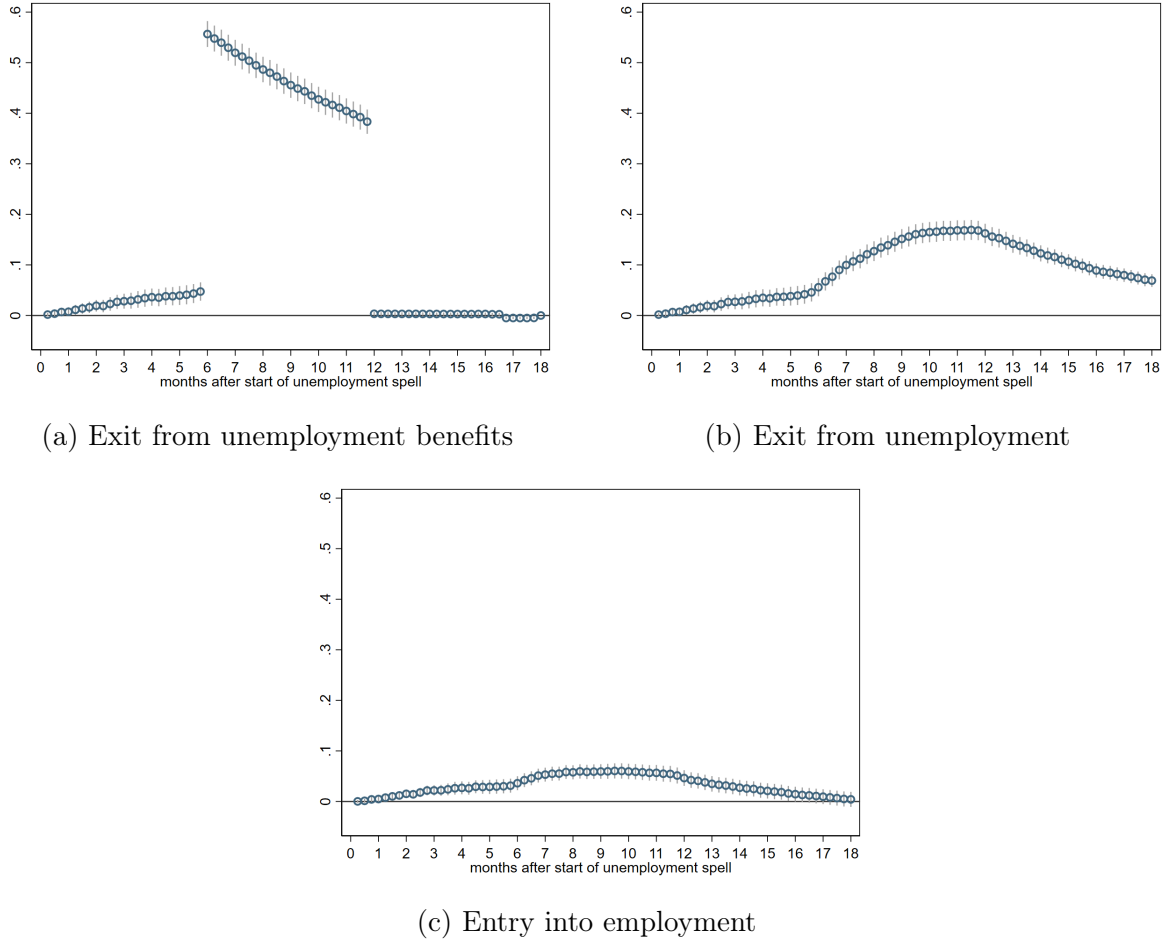 .6
.5
.4
.3
.2
.1
0
0 1 2 3 4 5 6 7 8 9 10 11 12 13 14 15 16 17 18
months after start of unemployment spell
(a) Exit from unemployment benefits
.6
.5
.4
.3
.2
.1
0
0 1 2 3 4 5 6 7 8 9 10 11 12 13 14 15 16 17 18
months after start of unemployment spell
(b) Exit from unemployment
.6
.5
.4
.3
.2
.1
0
0 1 2 3 4 5 6 7 8 9 10 11 12 13 14 15 16 17 18
months after start of unemployment spell
(c) Entry into employment